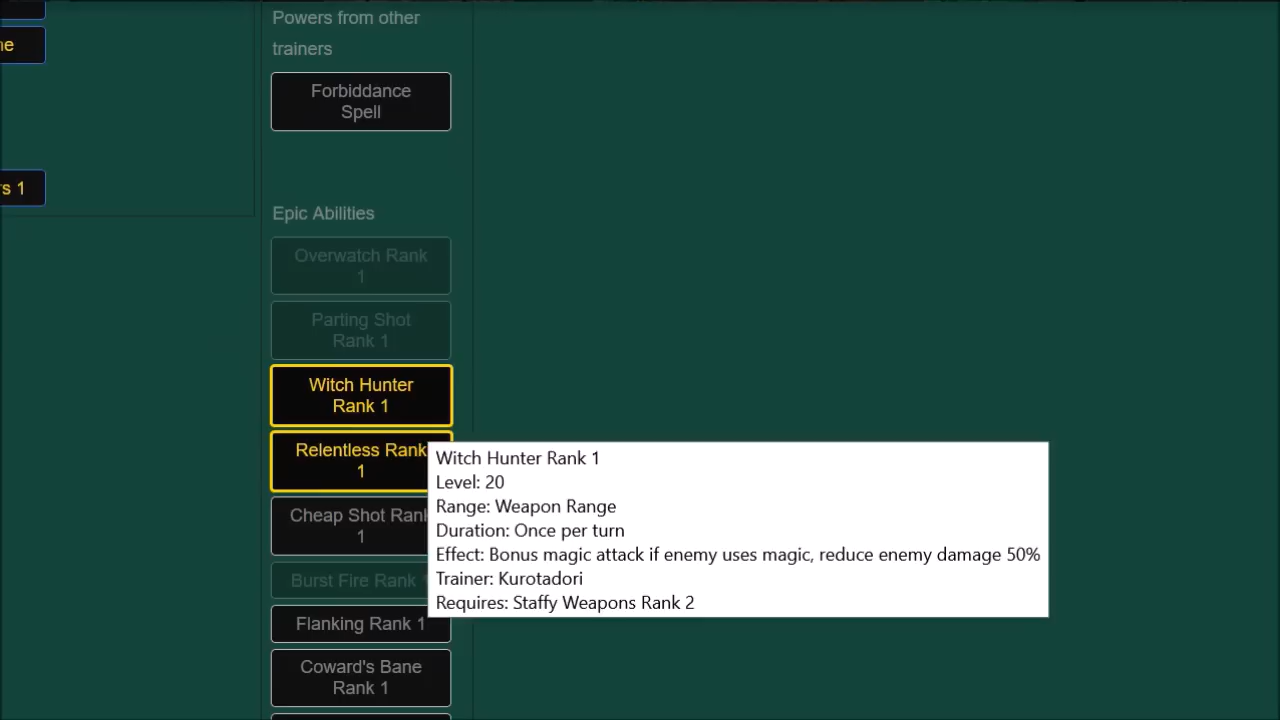 Powers from other
trainers
ne
Forbiddance
Spell
rs 1
Epic Abilities
Overwatch Rank
1
Parting Shot
Rank 1
Witch Hunter
Rank 1
Relentless Rank
1
Witch Hunter Rank 1
Level: 20
Range: Weapon Range
Duration: Once per turn
Effect: Bonus magic attack if enemy uses magic, reduce enemy damage 50%
Trainer: Kurotadori
Requires: Staffy Weapons Rank 2
Cheap Shot Rank
1
Burst Fire Rank 1
Flanking Rank 1
Coward's Bane
Rank 1